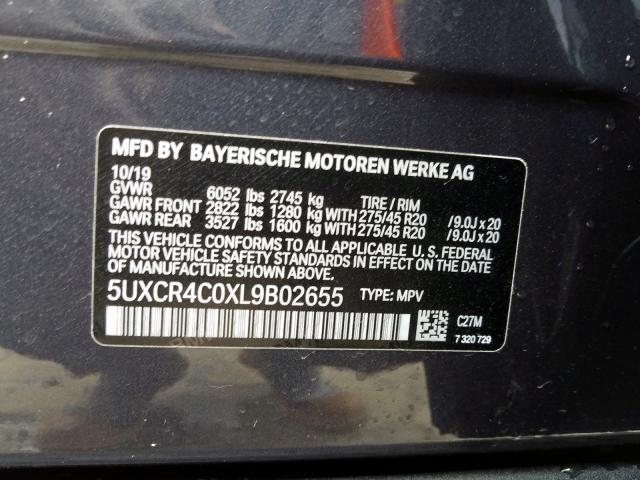 MFD BY BAYERISCHE MOTOREN WERKE AG
10/19
GVWR 6052 lbs 2745 kg TIRE / RIM
GAWR FRONT 2822 lbs 1280 kg WITH 275/45 R20 /9.0J x 20
GAWR REAR 3527 lbs 1600 kg WITH 275/45 R20 /9.0J x 20
THIS VEHICLE CONFORMS TO ALL APPLICABLE U. S. FEDERAL
MOTOR VEHICLE SAFETY STANDARDS IN EFFECT ON THE DATE
OF MANUFACTURE SHOWN ABOVE.
5UXCR4C0XL9B02655 TYPE: MPV
C27M
7 320 729